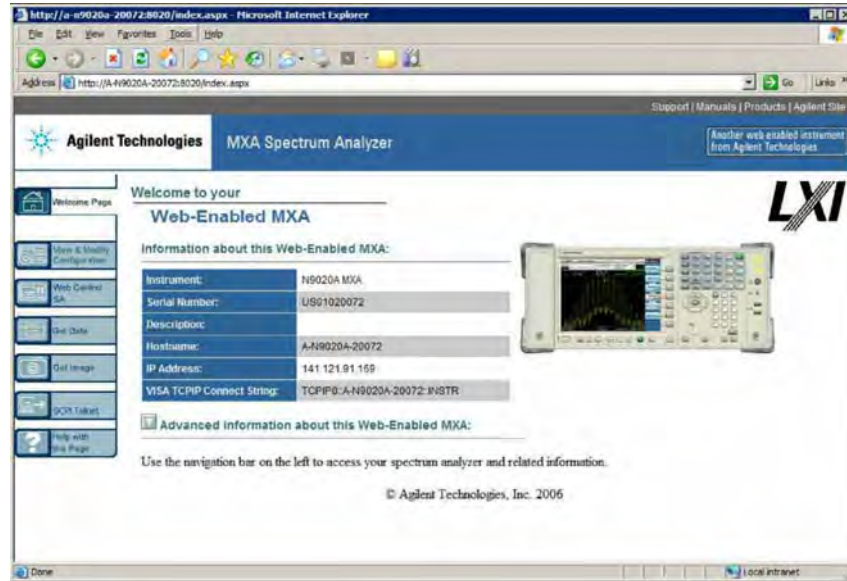 http://a-n9020a-20072:8020/index.aspx - Microsoft Internet Explorer
File Edit View Favorites Tools Help
Address http://A-N9020A-20072:8020/index.aspx Go Links
Support | Manuals | Products | Agilent Site
Agilent Technologies MXA Spectrum Analyzer
Another web-enabled instrument
from Agilent Technologies
Welcome Page
Welcome to your
Web-Enabled MXA
LXI
Information about this Web-Enabled MXA:
View & Modify
Configuration
Web Control
SA
Get Data
Get Image
SCPI Telnet
Help with
this Page
Instrument: N9020A MXA
Serial Number: US01020072
Description:
Hostname: A-N9020A-20072
IP Address: 141.121.91.159
VISA TCPIP Connect String: TCPIP0::A-N9020A-20072::INSTR
Advanced information about this Web-Enabled MXA:
Use the navigation bar on the left to access your spectrum analyzer and related information.
© Agilent Technologies, Inc. 2006
Done Local intranet